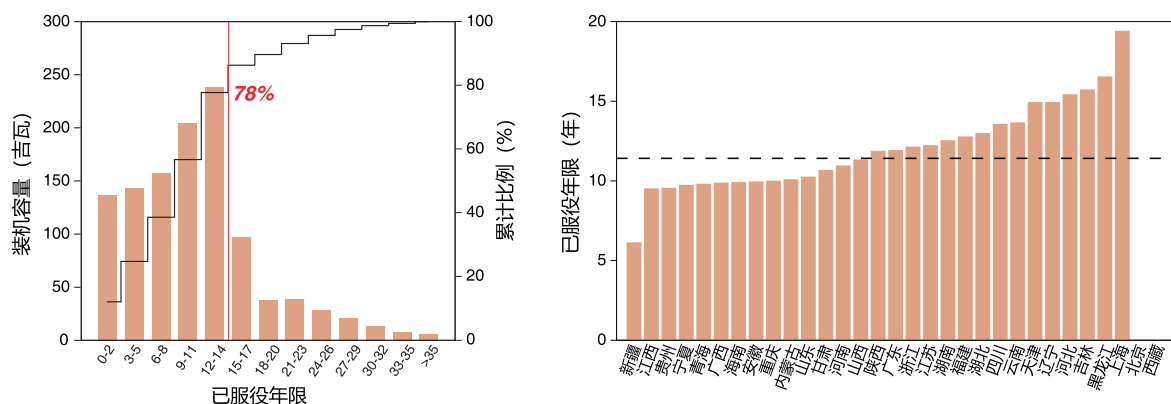 300
250
200
150
100
50
0
装机容量（吉瓦）
100
80
60
40
20
0
累计比例（%）
78%
0-2
3-5
6-8
9-11
12-14
15-17
18-20
21-23
24-26
27-29
30-32
33-35
>35
已服役年限
20
15
10
5
0
已服役年限（年）
新疆
江西
贵州
宁夏
青海
广西
海南
安徽
重庆
内蒙古
山东
甘肃
河南
山西
陕西
广东
浙江
江苏
湖南
福建
湖北
四川
云南
天津
辽宁
河北
吉林
黑龙江
上海
北京
西藏